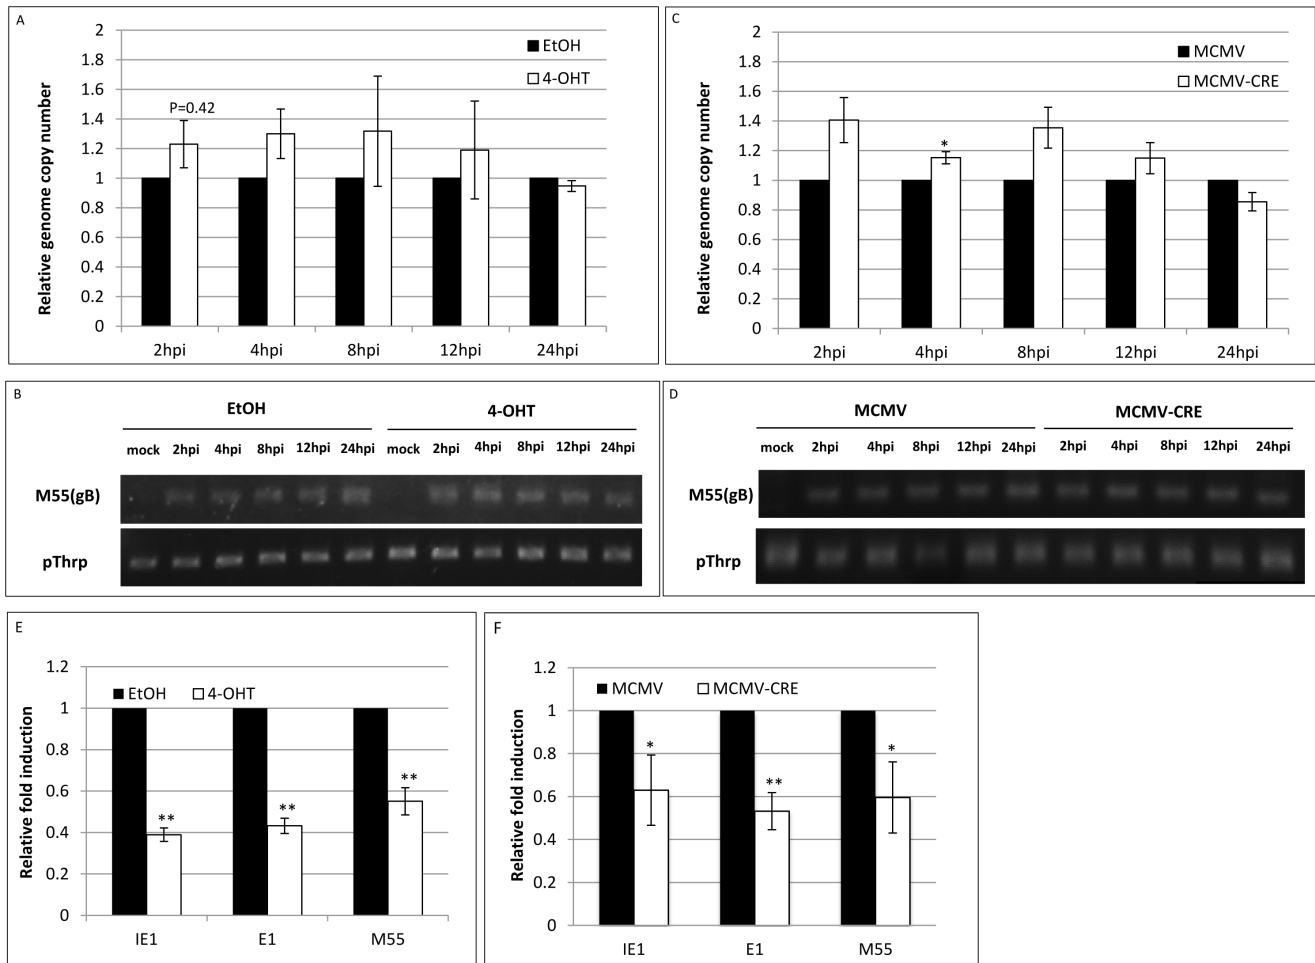 A
Relative genome copy number
2
1.8
1.6
1.4
1.2
1
0.8
0.6
0.4
0.2
0
EtOH
4-OHT
P=0.42
2hpi 4hpi 8hpi 12hpi 24hpi
C
Relative genome copy number
2
1.8
1.6
1.4
1.2
1
0.8
0.6
0.4
0.2
0
MCMV
MCMV-CRE
*
2hpi 4hpi 8hpi 12hpi 24hpi
B
EtOH 4-OHT
mock 2hpi 4hpi 8hpi 12hpi 24hpi mock 2hpi 4hpi 8hpi 12hpi 24hpi
M55(gB)
pThrp
D
MCMV MCMV-CRE
mock 2hpi 4hpi 8hpi 12hpi 24hpi 2hpi 4hpi 8hpi 12hpi 24hpi
M55(gB)
pThrp
E
Relative fold induction
1.2
1
0.8
0.6
0.4
0.2
0
EtOH 4-OHT
** ** **
IE1 E1 M55
F
Relative fold induction
1.2
1
0.8
0.6
0.4
0.2
0
MCMV MCMV-CRE
* ** *
IE1 E1 M55